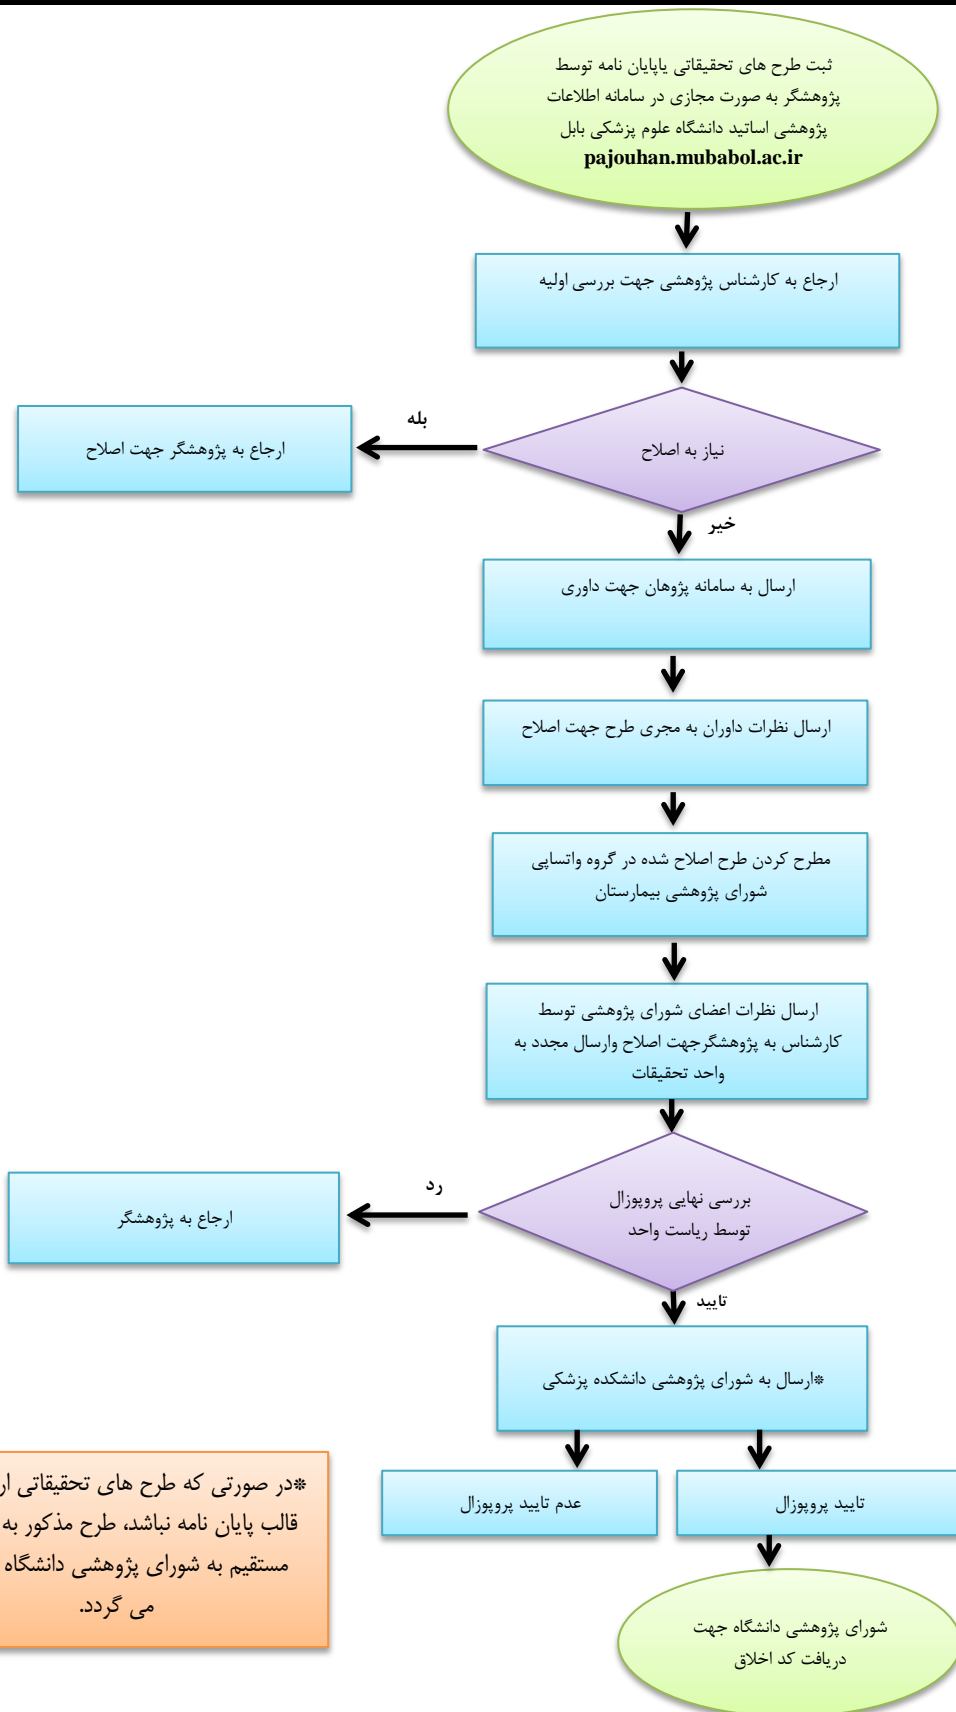 ثبت طرح های تحقیقاتی یاپایان نامه توسط
پژوهشگر به صورت مجازی در سامانه اطلاعات
پژوهشی اساتید دانشگاه علوم پزشکی بابل
pajouhan.mubabol.ac.ir
ارجاع به کارشناس پژوهشی جهت بررسی اولیه
نیاز به اصلاح
بله
ارجاع به پژوهشگر جهت اصلاح
خیر
ارسال به سامانه پژوهان جهت داوری
ارسال نظرات داوران به مجری طرح جهت اصلاح
مطرح کردن طرح اصلاح شده در گروه واتساپی
شورای پژوهشی بیمارستان
ارسال نظرات اعضای شورای پژوهشی توسط
کارشناس به پژوهشگرجهت اصلاح وارسال مجدد به
واحد تحقیقات
بررسی نهایی پروپوزال
توسط ریاست واحد
رد
ارجاع به پژوهشگر
تایید
*ارسال به شورای پژوهشی دانشکده پزشکی
تایید پروپوزال
عدم تایید پروپوزال
*در صورتی که طرح های تحقیقاتی
قالب پایان نامه نباشد، طرح مذکور به
مستقیم به شورای پژوهشی دانشگاه
می گردد.
شورای پژوهشی دانشگاه جهت
دریافت کد اخلاق